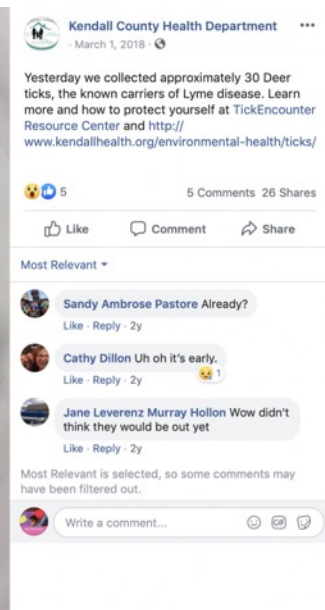 Kendall County Health Department
· March 1, 2018 ·
Yesterday we collected approximately 30 Deer
ticks, the known carriers of Lyme disease. Learn
more and how to protect yourself at TickEncounter
Resource Center and http://
www.kendallhealth.org/environmental-health/ticks/
5
5 Comments 26 Shares
Like Comment Share
Most Relevant
Sandy Ambrose Pastore Already?
Like · Reply · 2y
Cathy Dillon Uh oh it's early.
1
Like · Reply · 2y
Jane Leverenz Murray Hollon Wow didn't
think they would be out yet
Like · Reply · 2y
Most Relevant is selected, so some comments may
have been filtered out.
Write a comment...
GIF